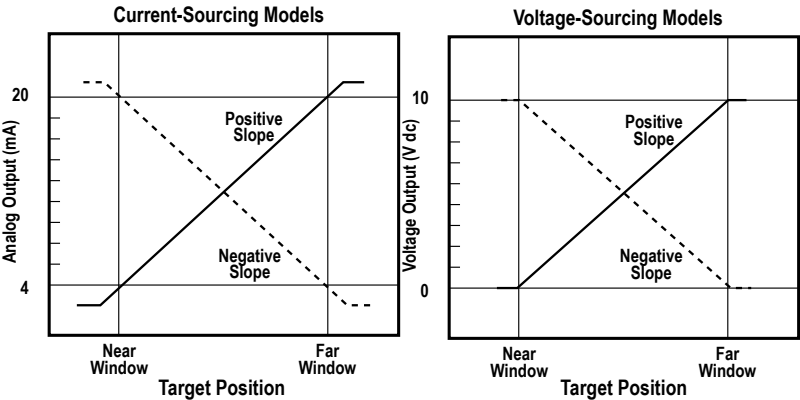 Current-Sourcing Models
20
4
Analog Output (mA)
Positive
Slope
Negative
Slope
Near
Window
Far
Window
Target Position
Voltage-Sourcing Models
10
0
Voltage Output (V dc)
Positive
Slope
Negative
Slope
Near
Window
Far
Window
Target Position